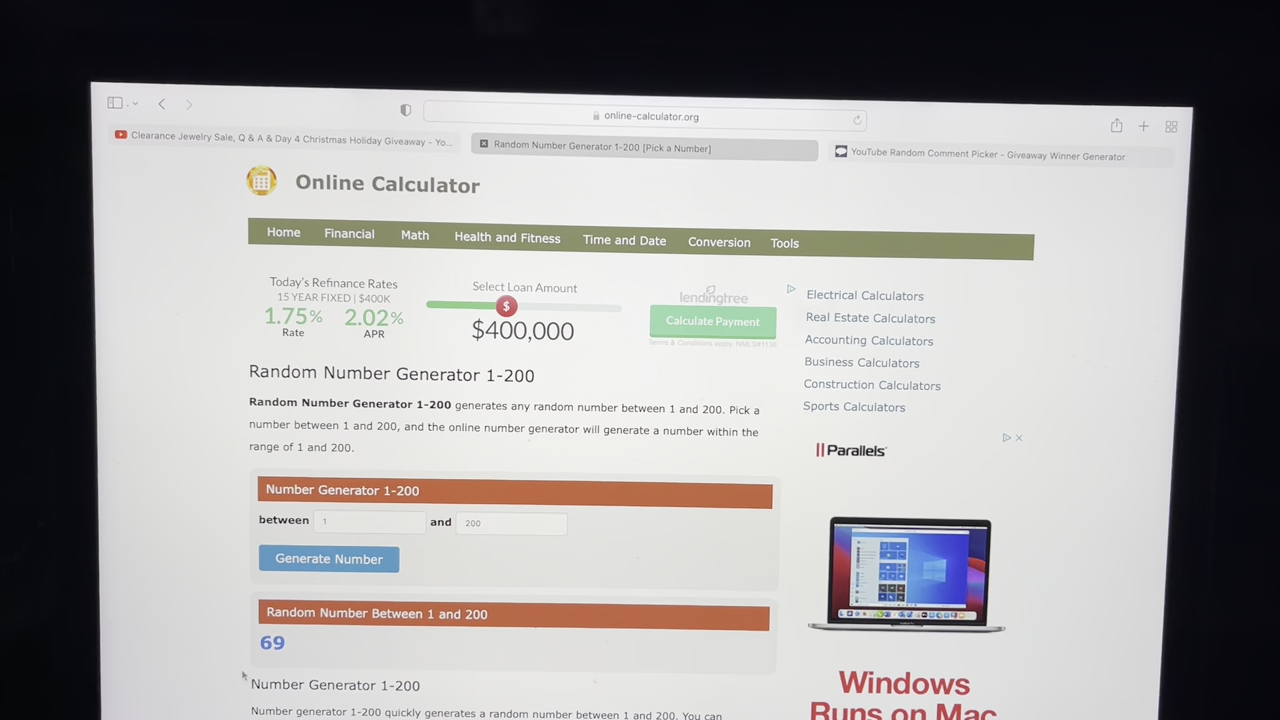 online-calculator.org
Clearance Jewelry Sale, Q & A & Day 4 Christmas Holiday Giveaway - Yo...
Random Number Generator 1-200 [Pick a Number]
YouTube Random Comment Picker - Giveaway Winner Generator
Online Calculator
Home Financial Math Health and Fitness Time and Date Conversion Tools
Today's Refinance Rates
15 YEAR FIXED | $400K
1.75% 2.02%
Rate APR
Select Loan Amount
$
$400,000
lendingtree
Calculate Payment
Terms & Conditions apply. NMLS#1136
Electrical Calculators
Real Estate Calculators
Accounting Calculators
Business Calculators
Construction Calculators
Sports Calculators
Random Number Generator 1-200
Random Number Generator 1-200 generates any random number between 1 and 200. Pick a
number between 1 and 200, and the online number generator will generate a number within the
range of 1 and 200.
Parallels
Number Generator 1-200
between 1 and 200
Generate Number
Random Number Between 1 and 200
69
Number Generator 1-200
Number generator 1-200 quickly generates a random number between 1 and 200. You can
Windows
Runs on Mac